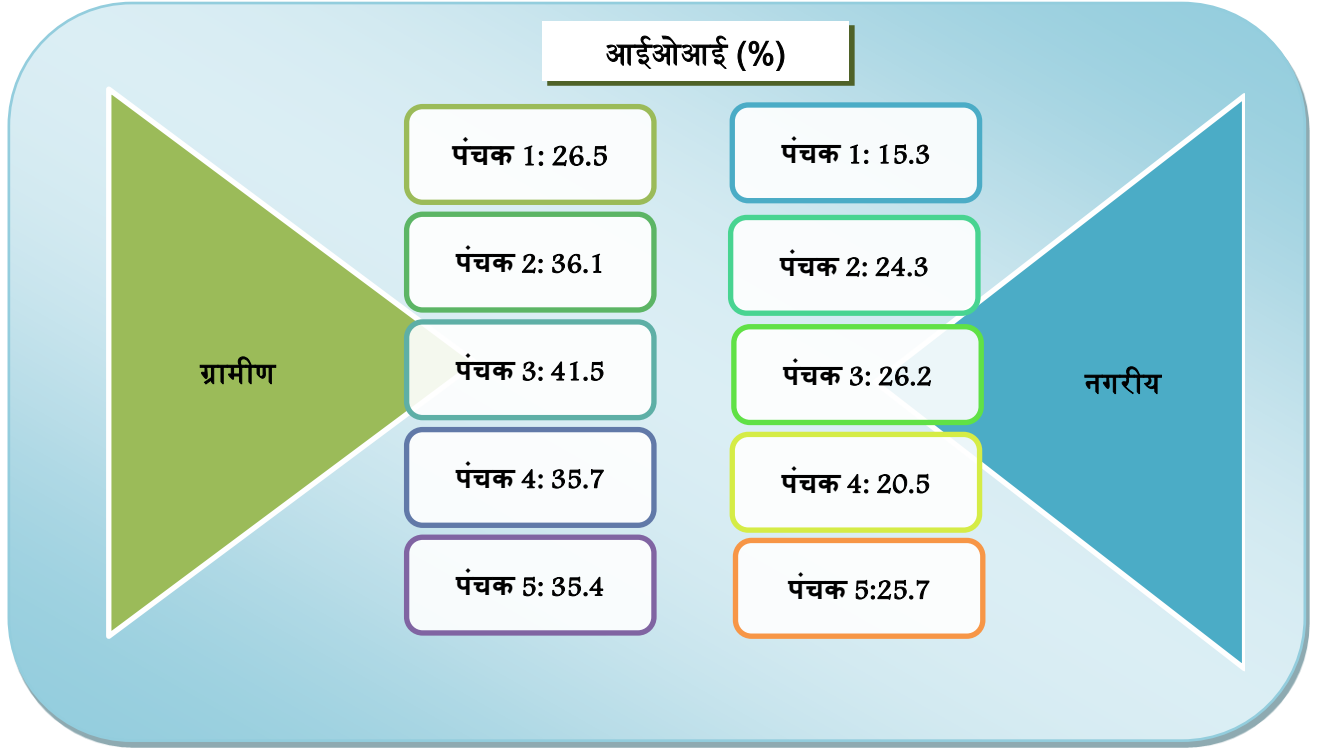 आईओआई (%)
ग्रामीण
पंचक 1: 26.5
पंचक 2: 36.1
पंचक 3: 41.5
पंचक 4: 35.7
पंचक 5: 35.4
पंचक 1: 15.3
पंचक 2: 24.3
पंचक 3: 26.2
पंचक 4: 20.5
पंचक 5:25.7
नगरीय